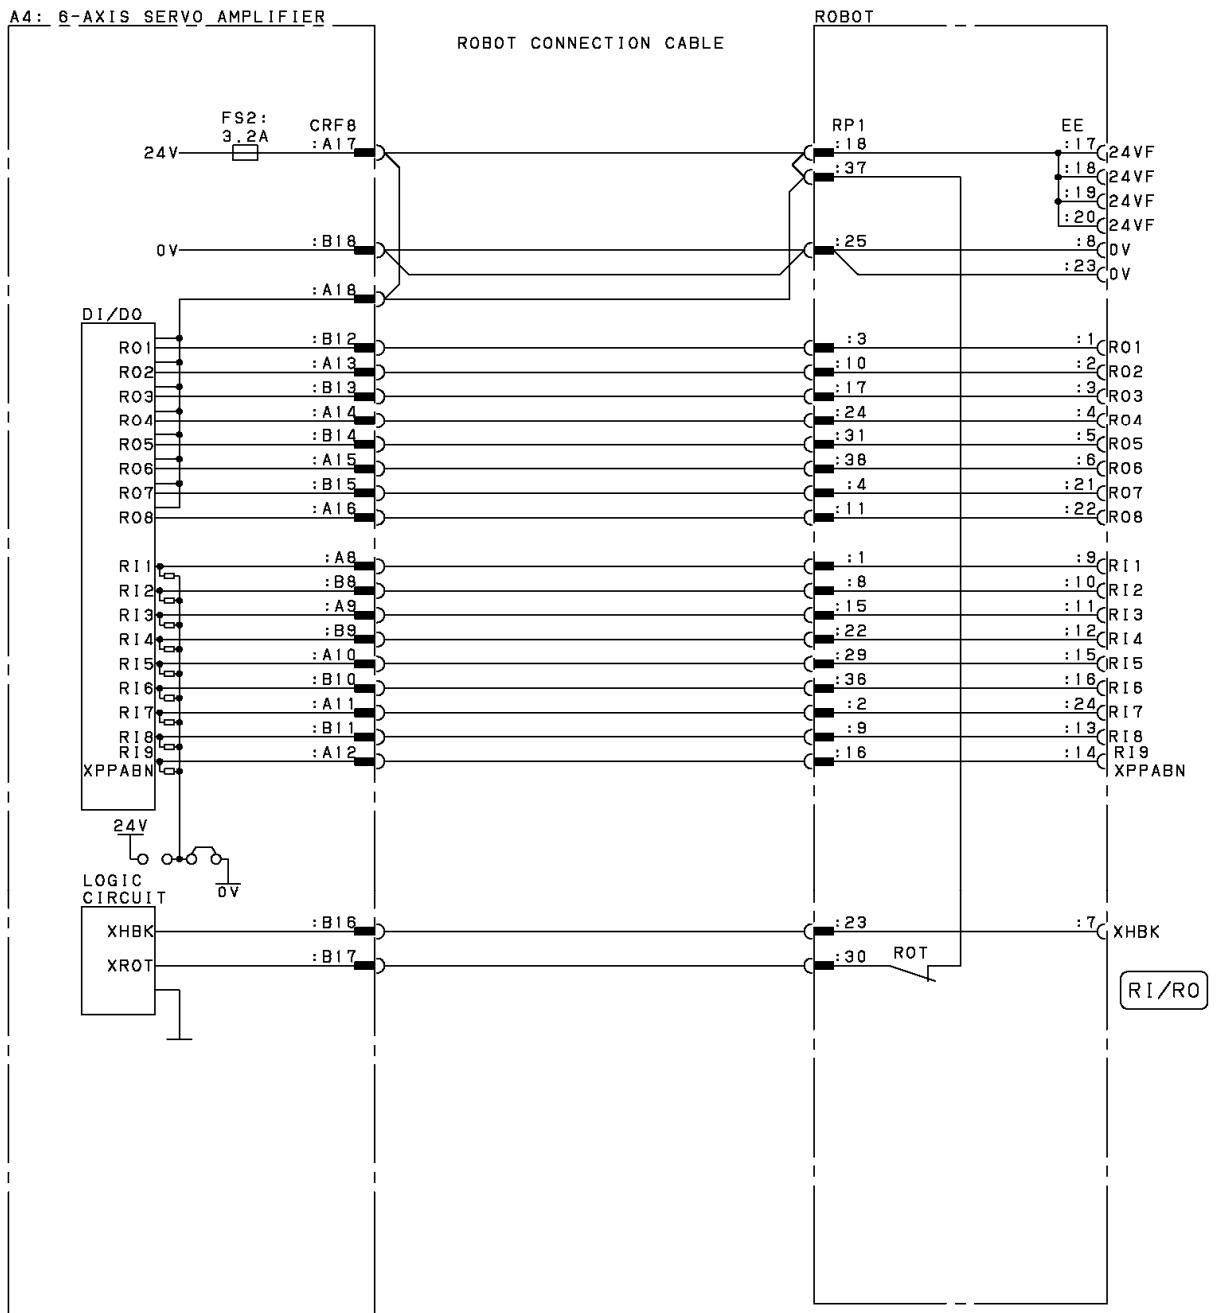 A4: 6-AXIS SERVO AMPLIFIER
ROBOT
ROBOT CONNECTION CABLE
FS2:
3.2A
CRF8
RP1
EE
24V :A17 :18 :17 24VF
:37 :18 24VF
:19 24VF
:20 24VF
0V :B18 :25 :8 0V
:23 0V
:A18
DI/DO
RO1 :B12 :3 :1 RO1
RO2 :A13 :10 :2 RO2
RO3 :B13 :17 :3 RO3
RO4 :A14 :24 :4 RO4
RO5 :B14 :31 :5 RO5
RO6 :A15 :38 :6 RO6
RO7 :B15 :4 :21 RO7
RO8 :A16 :11 :22 RO8
RI1 :A8 :1 :9 RI1
RI2 :B8 :8 :10 RI2
RI3 :A9 :15 :11 RI3
RI4 :B9 :22 :12 RI4
RI5 :A10 :29 :15 RI5
RI6 :B10 :36 :16 RI6
RI7 :A11 :2 :24 RI7
RI8 :B11 :9 :13 RI8
RI9 :A12 :16 :14 RI9
XPPABN XPPABN
24V
0V
LOGIC
CIRCUIT
XHBK :B16 :23 :7 XHBK
XROT :B17 :30 ROT
RI/RO